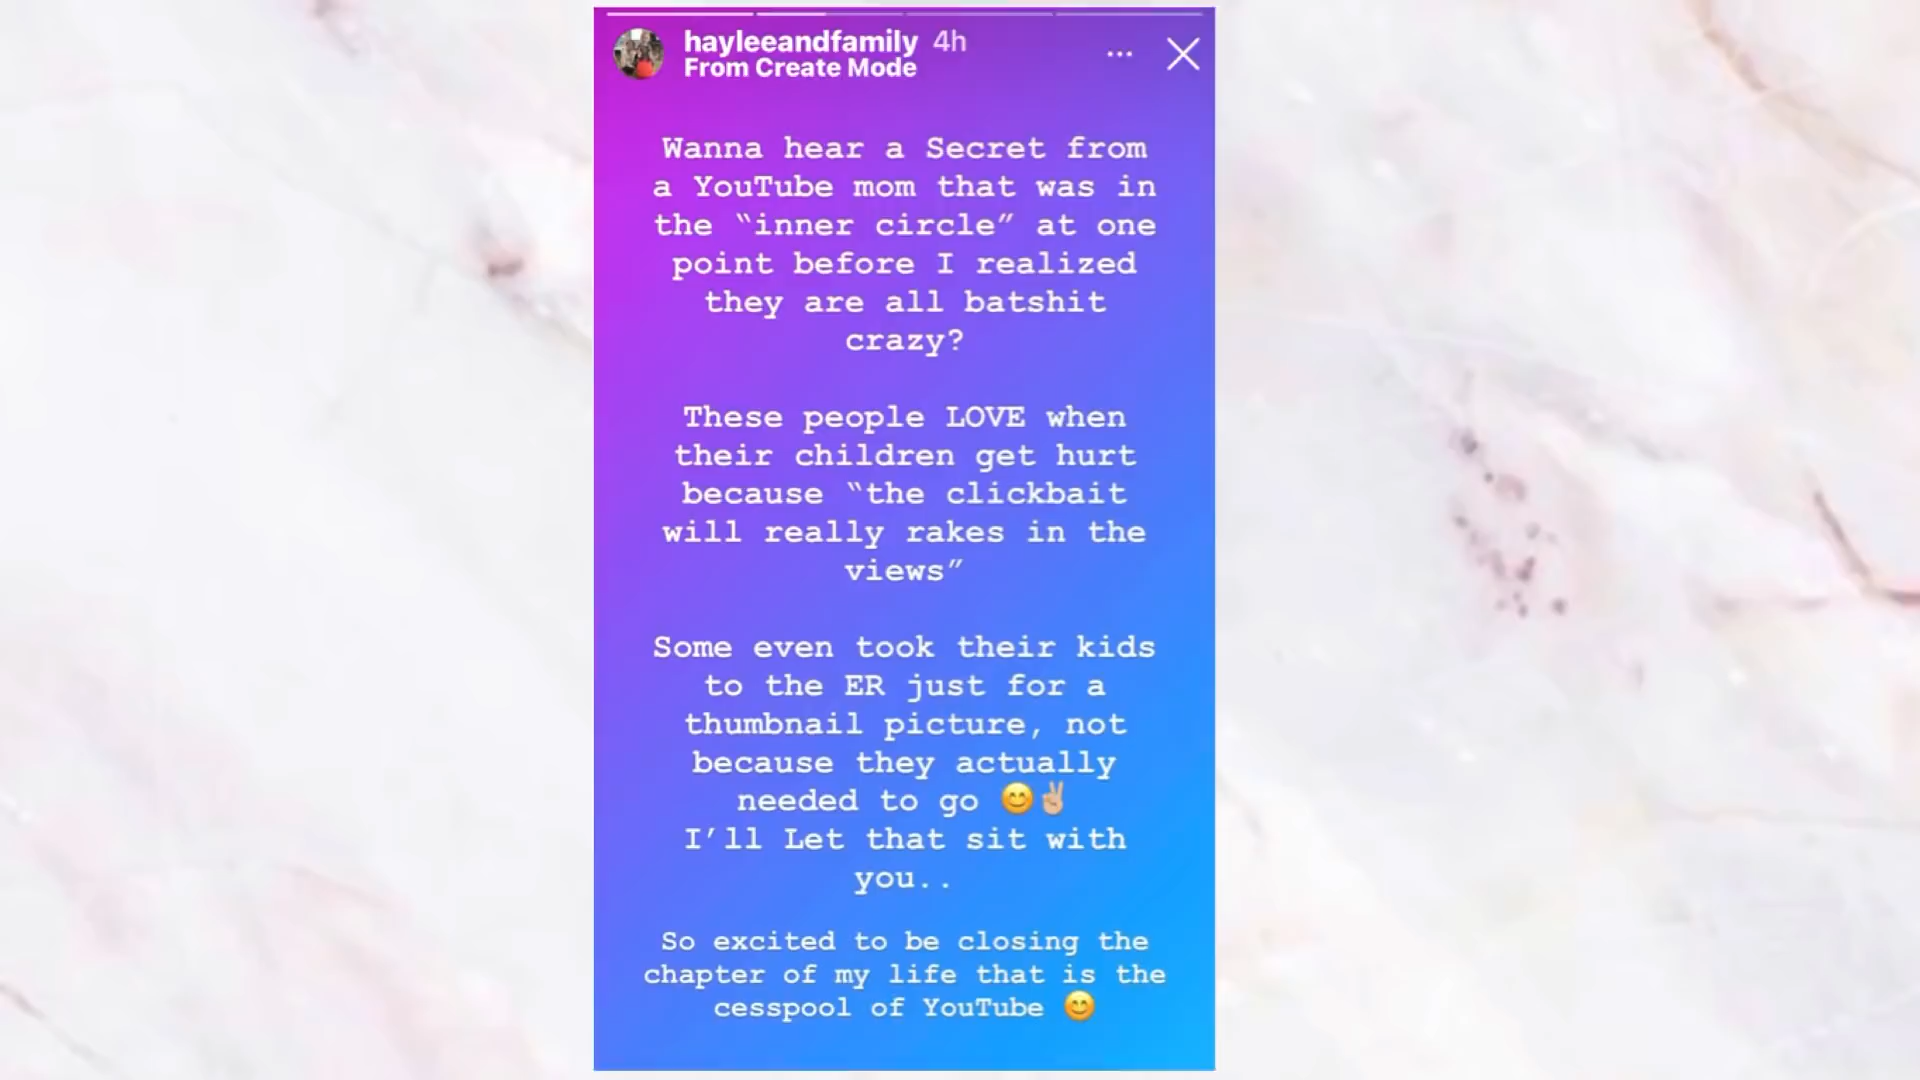 hayleeandfamily 4h
From Create Mode
Wanna hear a Secret from
a YouTube mom that was in
the “inner circle” at one
point before I realized
they are all batshit
crazy?
These people LOVE when
their children get hurt
because “the clickbait
will really rakes in the
views”
Some even took their kids
to the ER just for a
thumbnail picture, not
because they actually
needed to go 😊✌🏼
I’ll Let that sit with
you..
So excited to be closing the
chapter of my life that is the
cesspool of YouTube 😊